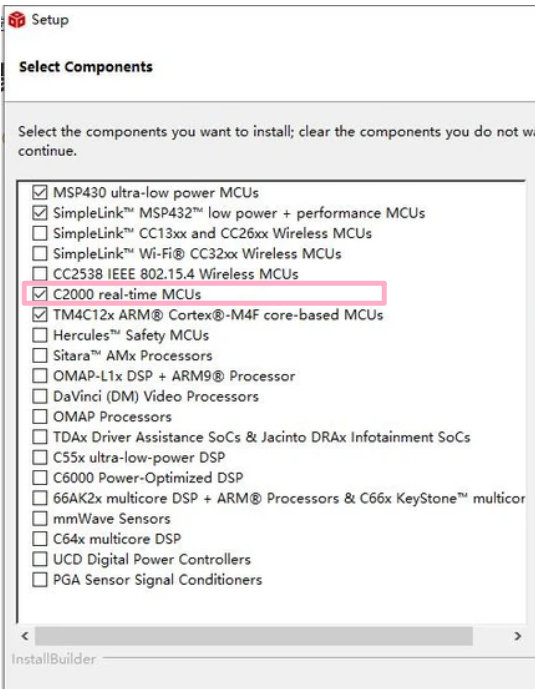 Setup
Select Components
Select the components you want to install; clear the components you do not
continue.
MSP430 ultra-low power MCUs
SimpleLink™ MSP432™ low power + performance MCUs
SimpleLink™ CC13xx and CC26xx Wireless MCUs
SimpleLink™ Wi-Fi® CC32xx Wireless MCUs
CC2538 IEEE 802.15.4 Wireless MCUs
C2000 real-time MCUs
TM4C12x ARM® Cortex®-M4F core-based MCUs
Hercules™ Safety MCUs
Sitara™ AMx Processors
OMAP-L1x DSP + ARM9® Processor
DaVinci (DM) Video Processors
OMAP Processors
TDAx Driver Assistance SoCs & Jacinto DRAx Infotainment SoCs
C55x ultra-low-power DSP
C6000 Power-Optimized DSP
66AK2x multicore DSP + ARM® Processors & C66x KeyStone™ multicor
mmWave Sensors
C64x multicore DSP
UCD Digital Power Controllers
PGA Sensor Signal Conditioners
InstallBuilder